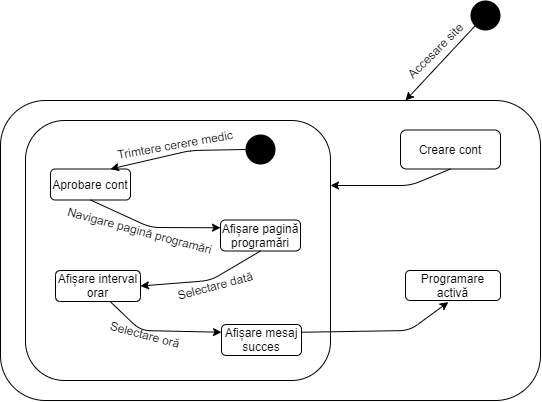 Accesare site
Trimtere cerere medic
Creare cont
Aprobare cont
Navigare pagină programări
Afișare pagină
programări
Afișare interval
orar
Selectare dată
Programare
activă
Selectare oră
Afișare mesaj
succes